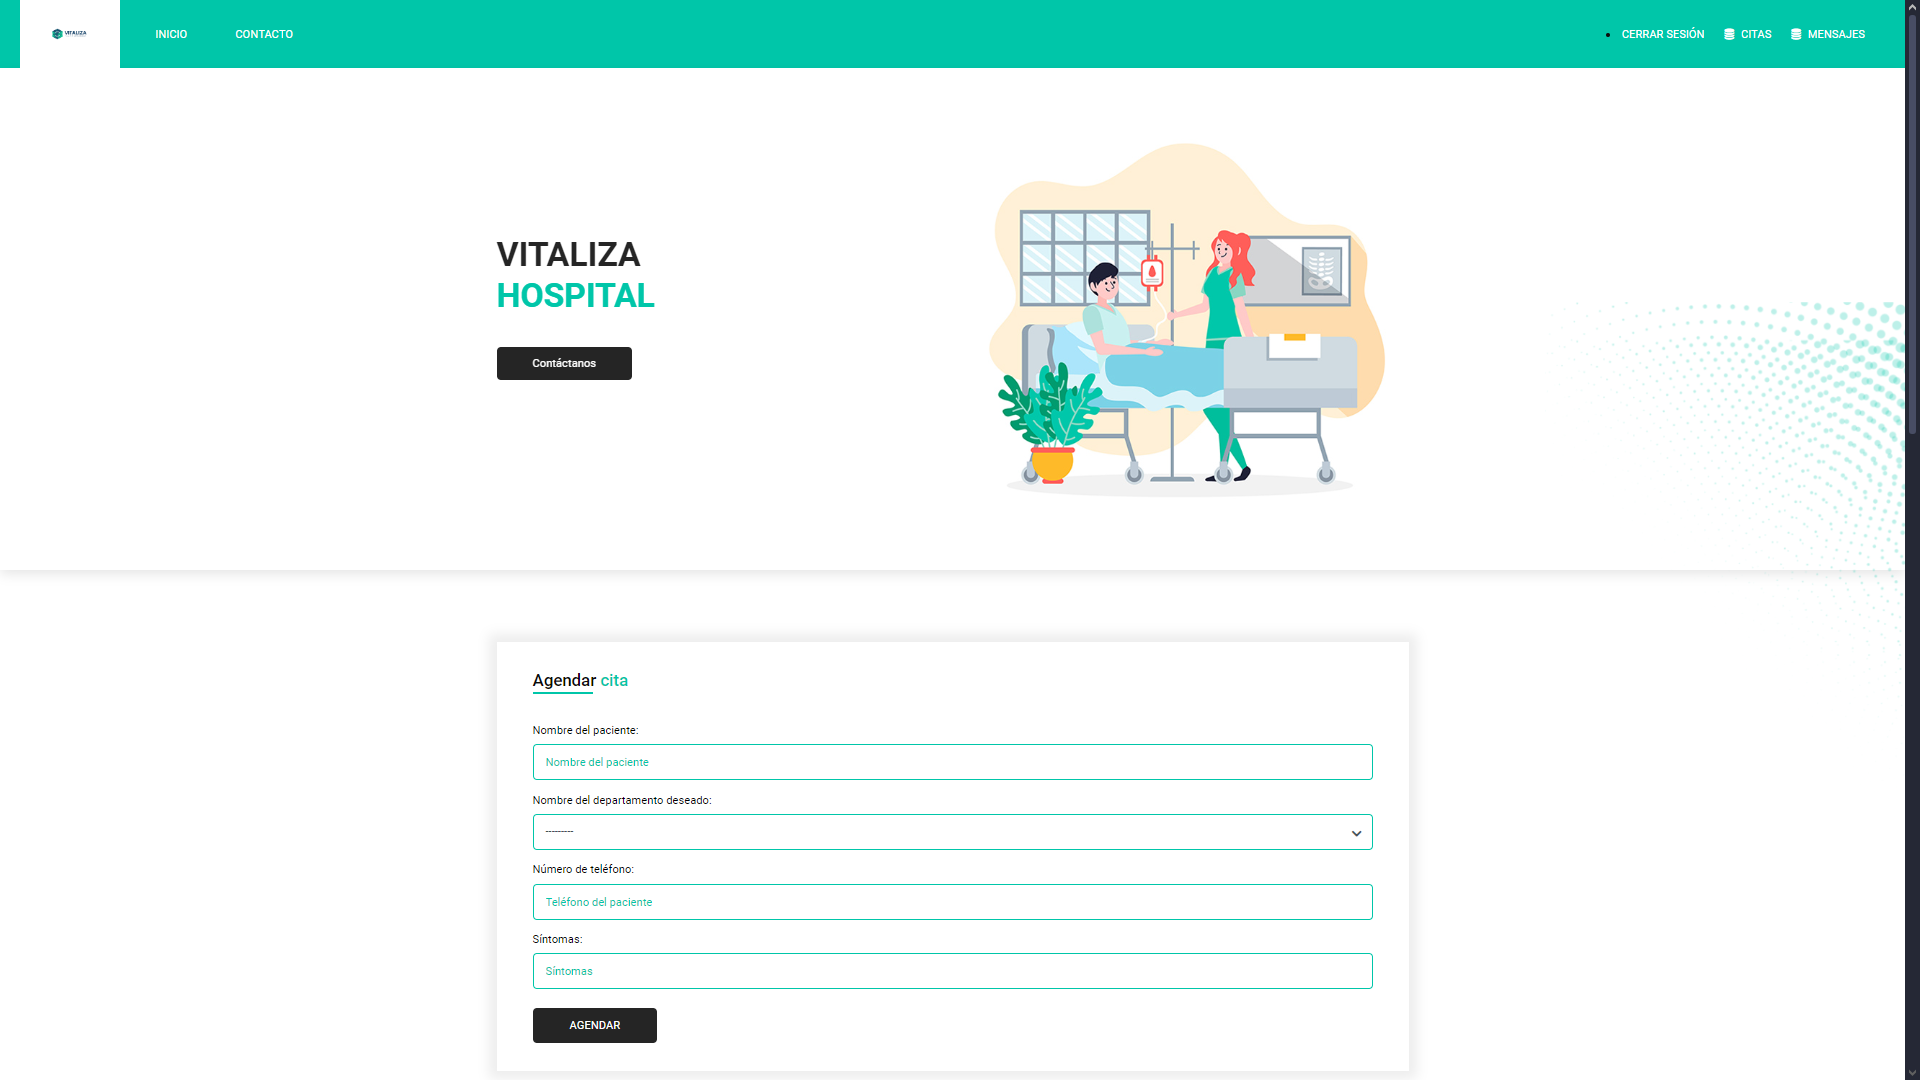 VITALIZA
INICIO
CONTACTO
CERRAR SESIÓN
CITAS
MENSAJES
VITALIZA
HOSPITAL
Contáctanos
Agendar cita
Nombre del paciente:
Nombre del paciente
Nombre del departamento deseado:
---------
Número de teléfono:
Teléfono del paciente
Síntomas:
Síntomas
AGENDAR